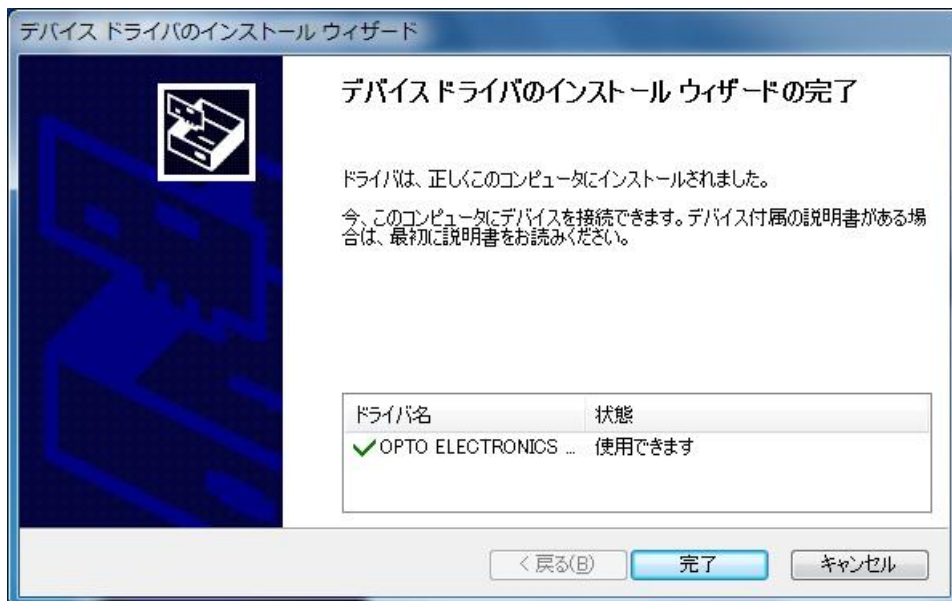 デバイス ドライバのインストール ウィザード
デバイス ドライバのインストール ウィザードの完了
ドライバは、正しくこのコンピュータにインストールされました。
今、このコンピュータにデバイスを接続できます。デバイス付属の説明書がある場
合は、最初に説明書をお読みください。
ドライバ名 状態
OPTO ELECTRONICS ... 使用できます
< 戻る(B) 完了 キャンセル